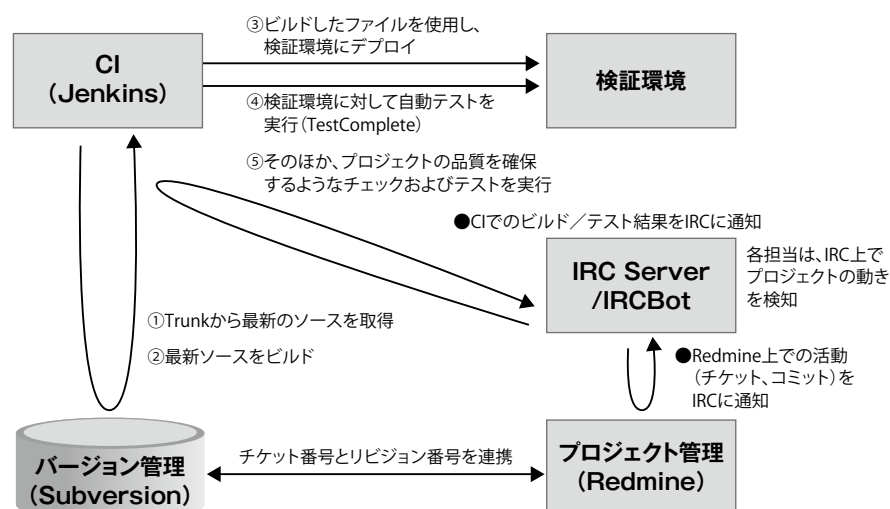 ③ビルドしたファイルを使用し、
検証環境にデプロイ
CI
（Jenkins）
検証環境
④検証環境に対して自動テストを
実行（TestComplete）
⑤そのほか、プロジェクトの品質を確保
するようなチェックおよびテストを実行
●CIでのビルド／テスト結果をIRCに通知
IRC Server
/IRCBot
各担当は、IRC上で
プロジェクトの動き
を検知
①Trunkから最新のソースを取得
②最新ソースをビルド
●Redmine上での活動
（チケット、コミット）を
IRCに通知
バージョン管理
（Subversion）
チケット番号とリビジョン番号を連携
プロジェクト管理
（Redmine）